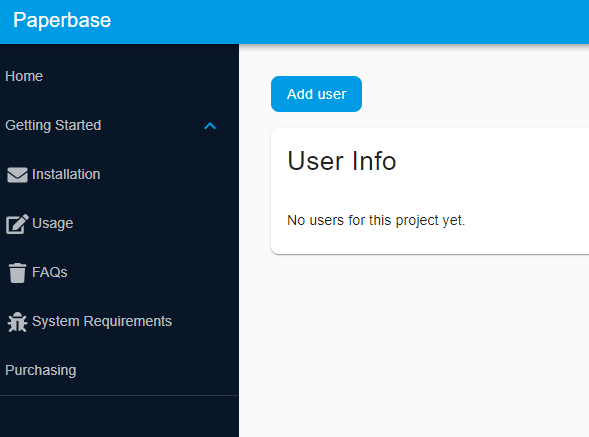 Paperbase
Home
Getting Started
Installation
Usage
FAQs
System Requirements
Purchasing
Add user
User Info
No users for this project yet.